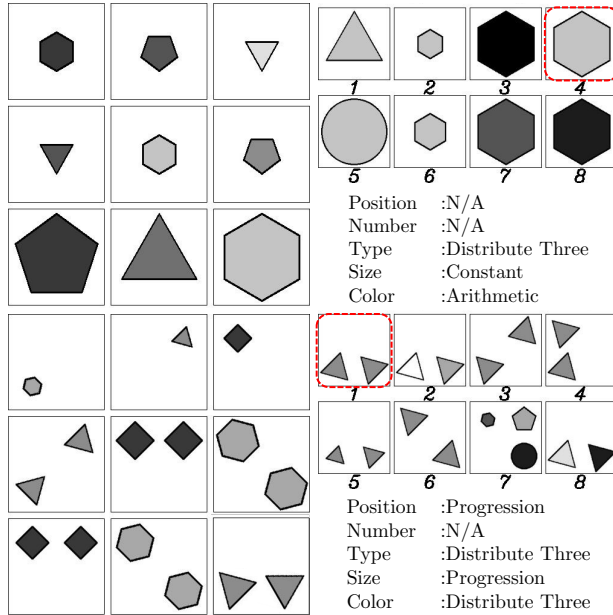 1 2 3 4
5 6 7 8
Position :N/A
Number :N/A
Type :Distribute Three
Size :Constant
Color :Arithmetic
1 2 3 4
5 6 7 8
Position :Progression
Number :N/A
Type :Distribute Three
Size :Progression
Color :Distribute Three